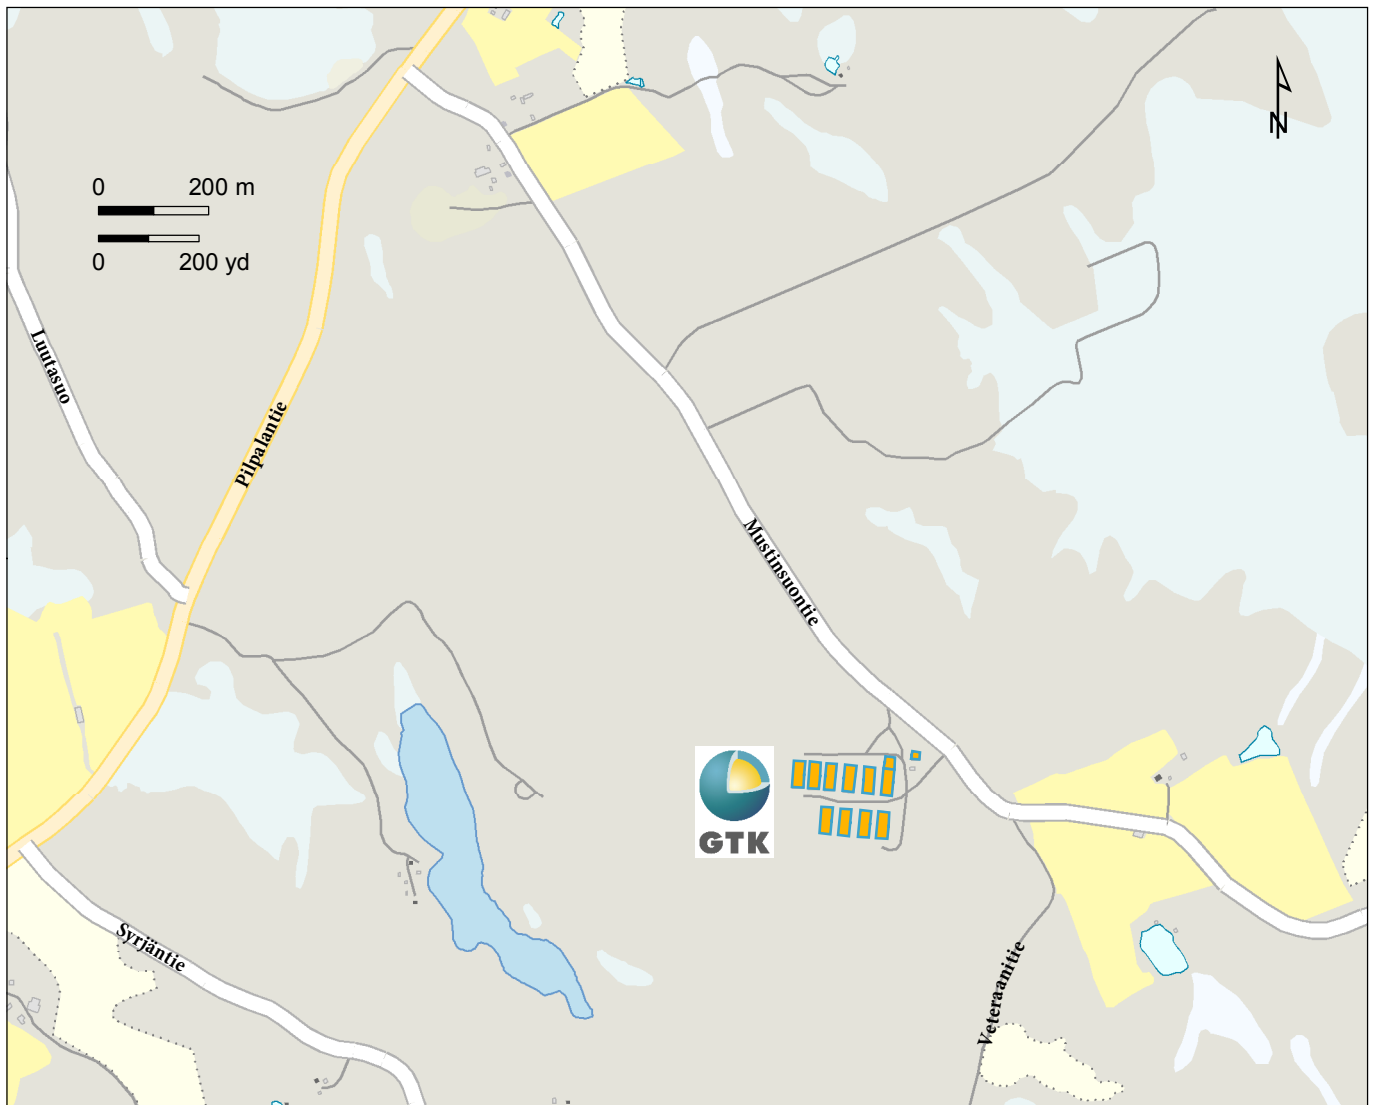 0 200 m
0 200 yd
N
Luutasuo
Pilpalantie
Mustinsuontie
GTK
Syrjäntie
Veteraanitie